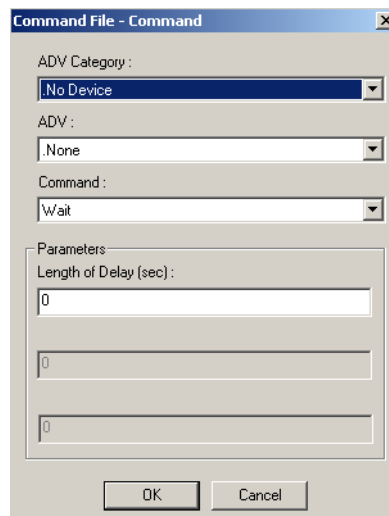 Command File - Command
ADV Category :
.No Device
ADV :
.None
Command :
Wait
Parameters
Length of Delay (sec) :
0
0
0
OK
Cancel